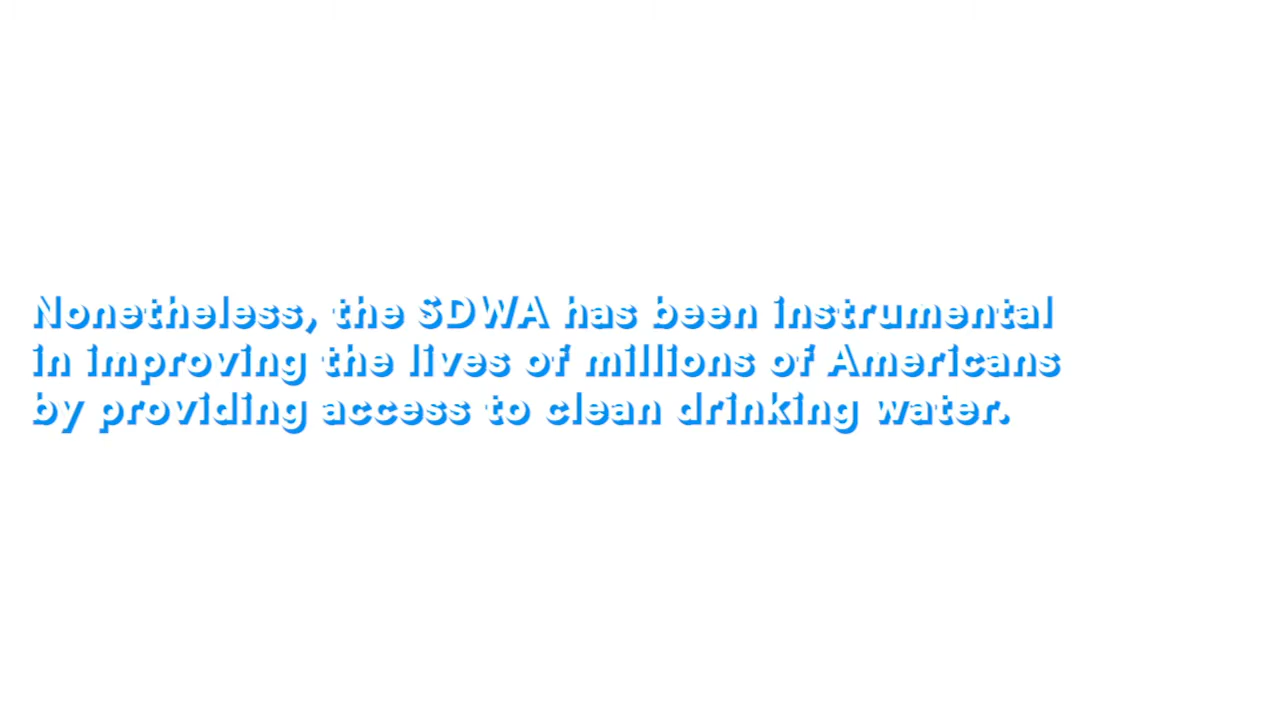 Nonetheless, the SDWA has been instrumental
in improving the lives of millions of Americans
by providing access to clean drinking water.